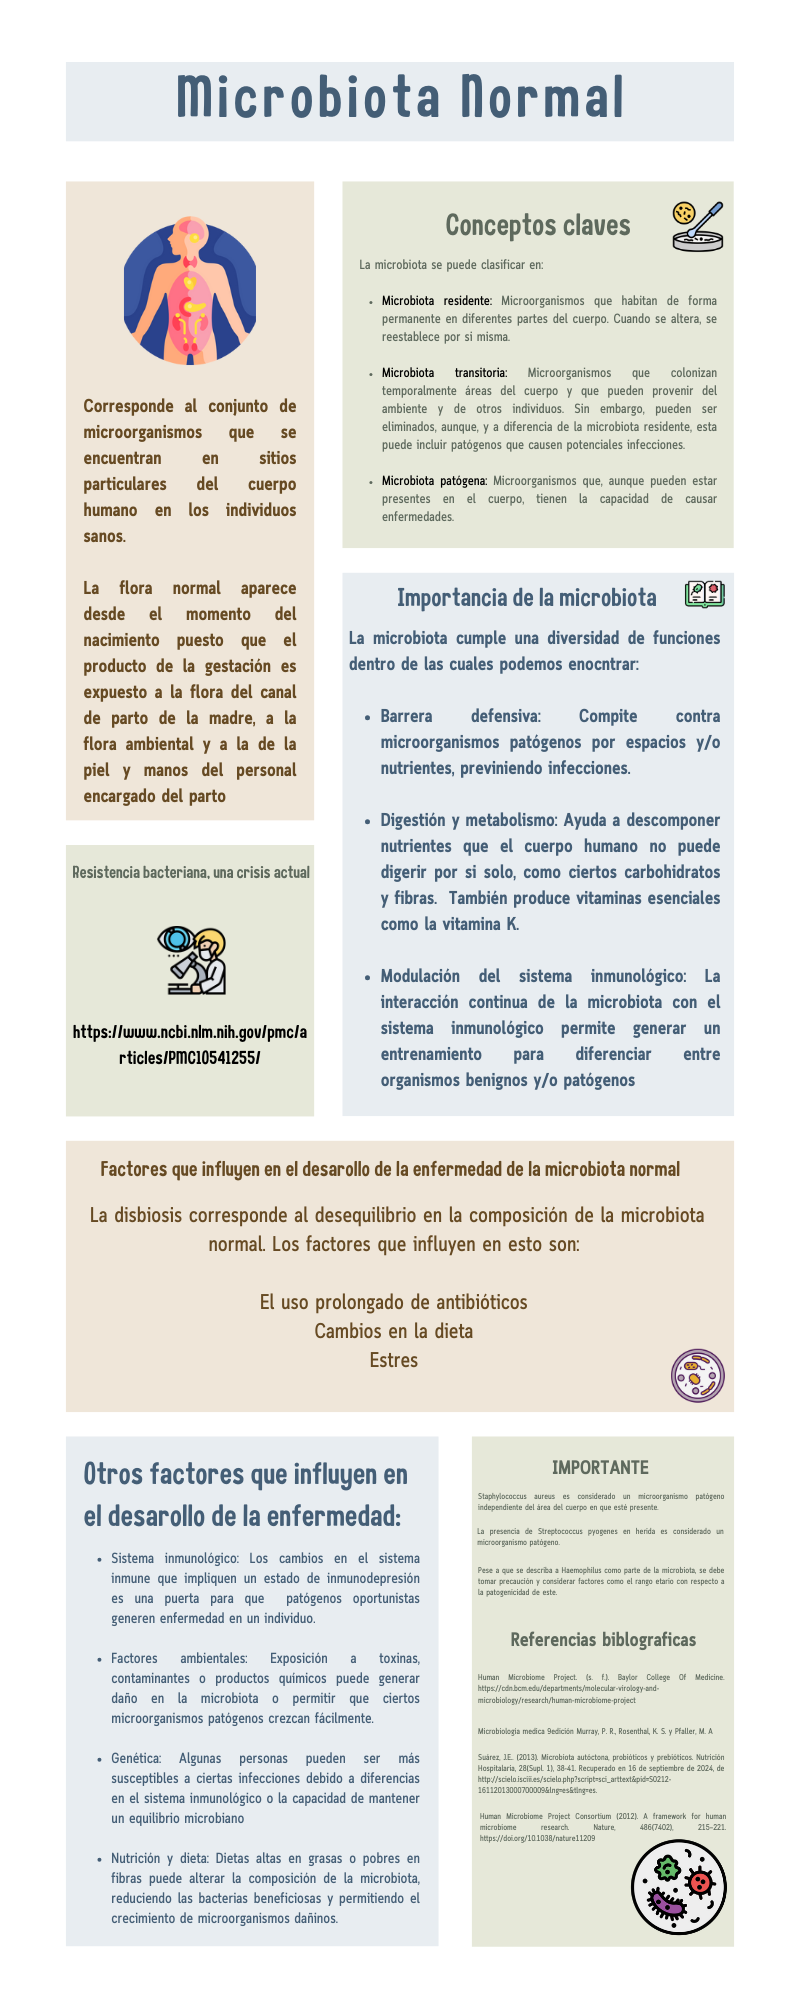 Microbiota Normal
Corresponde al conjunto de
microorganismos que se
encuentran en sitios
particulares del cuerpo
humano en los individuos
sanos.
La flora normal aparece
desde el momento del
nacimiento puesto que el
producto de la gestación es
expuesto a la flora del canal
de parto de la madre, a la
flora ambiental y a la de la
piel y manos del personal
encargado del parto
Conceptos claves
La microbiota se puede clasificar en:
• Microbiota residente: Microorganismos que habitan de forma
permanente en diferentes partes del cuerpo. Cuando se altera, se
reestablece por si misma.
• Microbiota transitoria: Microorganismos que colonizan
temporalmente áreas del cuerpo y que pueden provenir del
ambiente y de otros individuos. Sin embargo, pueden ser
eliminados, aunque, y a diferencia de la microbiota residente, esta
puede incluir patógenos que causen potenciales infecciones.
• Microbiota patógena: Microorganismos que, aunque pueden estar
presentes en el cuerpo, tienen la capacidad de causar
enfermedades.
Importancia de la microbiota
La microbiota cumple una diversidad de funciones
dentro de las cuales podemos enocntrar:
• Barrera defensiva: Compite contra
microorganismos patógenos por espacios y/o
nutrientes, previniendo infecciones.
• Digestión y metabolismo: Ayuda a descomponer
nutrientes que el cuerpo humano no puede
digerir por si solo, como ciertos carbohidratos
y fibras. También produce vitaminas esenciales
como la vitamina K.
• Modulación del sistema inmunológico: La
interacción continua de la microbiota con el
sistema inmunológico permite generar un
entrenamiento para diferenciar entre
organismos benignos y/o patógenos
Resistencia bacteriana, una crisis actual
https://www.ncbi.nlm.nih.gov/pmc/a
rticles/PMC10541255/
Factores que influyen en el desarollo de la enfermedad de la microbiota normal
La disbiosis corresponde al desequilibrio en la composición de la microbiota
normal. Los factores que influyen en esto son:
El uso prolongado de antibióticos
Cambios en la dieta
Estres
Otros factores que influyen en
el desarollo de la enfermedad:
• Sistema inmunológico: Los cambios en el sistema
inmune que impliquen un estado de inmunodepresión
es una puerta para que patógenos oportunistas
generen enfermedad en un individuo.
• Factores ambientales: Exposición a toxinas,
contaminantes o productos quimicos puede generar
daño en la microbiota o permitir que ciertos
microorganismos patógenos crezcan fácilmente.
• Genética: Algunas personas pueden ser más
susceptibles a ciertas infecciones debido a diferencias
en el sistema inmunológico o la capacidad de mantener
un equilibrio microbiano
• Nutrición y dieta: Dietas altas en grasas o pobres en
fibras puede alterar la composición de la microbiota,
reduciendo las bacterias beneficiosas y permitiendo el
crecimiento de microorganismos dañinos.
IMPORTANTE
Staphylococcus aureus es considerado un microorganismo patógeno
independiente del área del cuerpo en que esté presente.
La presencia de Streptococcus pyogenes en herida es considerado un
microorganismo patógeno.
Pese a que se describa a Haemophilus como parte de la microbiota, se debe
tomar precaución y considerar factores como el rango etario con respecto a
la patogenicidad de este.
Referencias biblograficas
Human Microbiome Project. (s. f.). Baylor College Of Medicine.
https://cdn.bcm.edu/departments/molecular-virology-and-
microbiology/research/human-microbiome-project
Microbiologia medica 9edición Murray, P. R., Rosenthal, K. S. y Pfaller, M. A
Suárez, J.E.. (2013). Microbiota autóctona, probióticos y prebióticos. Nutrición
Hospitalaria, 28(Supl. 1), 38-41. Recuperado en 16 de septiembre de 2024, de
http://scielo.isciii.es/scielo.php?script=sci_arttext&pid=S0212-
16112013000700009&lng=es&tlng=es.
Human Microbiome Project Consortium (2012). A framework for human
microbiome research. Nature, 486(7402), 215–221.
https://doi.org/10.1038/nature11209